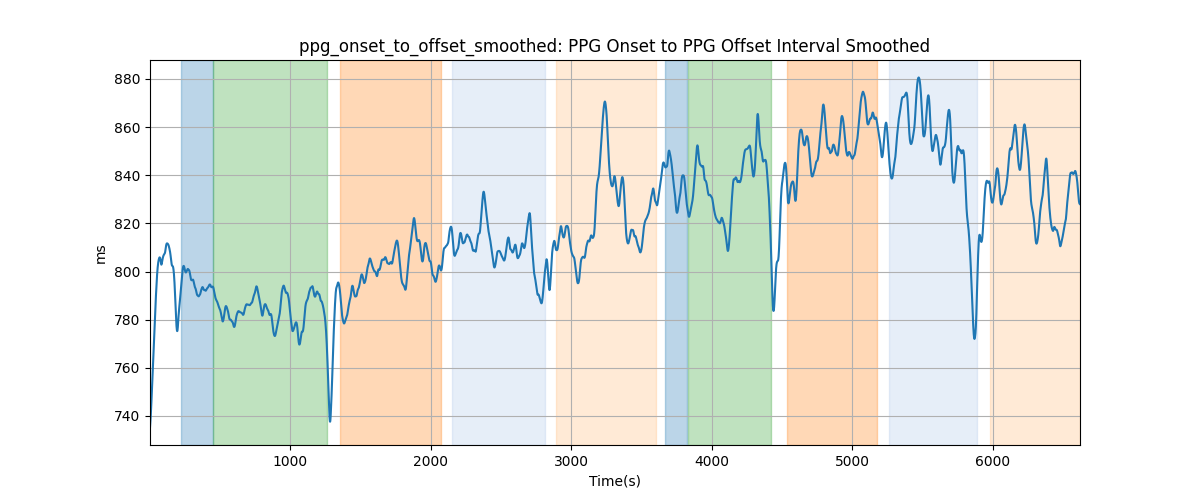 ppg_onset_to_offset_smoothed: PPG Onset to PPG Offset Interval Smoothed
880
860
840
820
800
780
760
740
ms
1000 2000 3000 4000 5000 6000
Time(s)